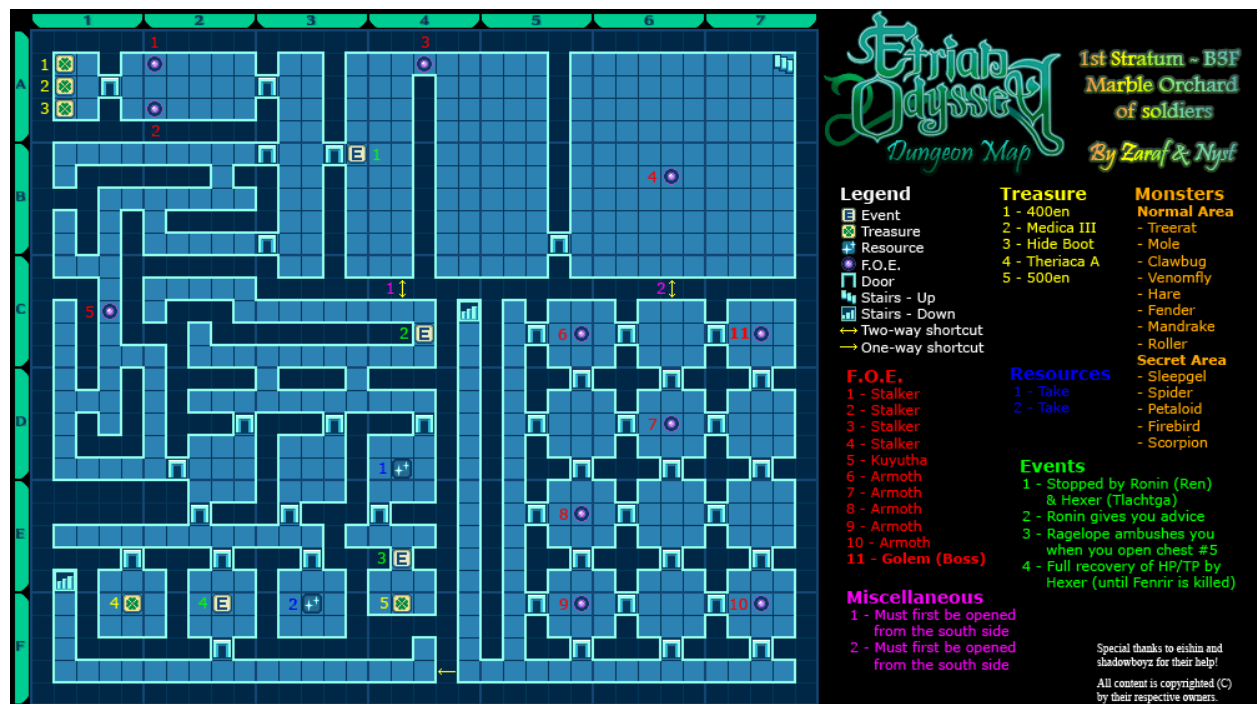 1 2 3 4 5 6 7
A
B
C
D
E
F
1 3
1
2
3
2
E 1
4
1
2
5
2 E
6
11
7
1
8
3 E
4
4 E
2
5
9
10
Etrian
Odyssey
Dungeon Map
1st Stratum ~ B3F
Marble Orchard
of soldiers
By Zaraf & Nyst
Legend
E Event
Treasure
Resource
F.O.E.
Door
Stairs - Up
Stairs - Down
↔ Two-way shortcut
→ One-way shortcut
Treasure
1 - 400en
2 - Medica III
3 - Hide Boot
4 - Theriaca A
5 - 500en
Monsters
Normal Area
- Treerat
- Mole
- Clawbug
- Venomfly
- Hare
- Fender
- Mandrake
- Roller
Secret Area
- Sleepgel
- Spider
- Petaloid
- Firebird
- Scorpion
F.O.E.
1 - Stalker
2 - Stalker
3 - Stalker
4 - Stalker
5 - Kuyutha
6 - Armoth
7 - Armoth
8 - Armoth
9 - Armoth
10 - Armoth
11 - Golem (Boss)
Resources
1 - Take
2 - Take
Events
1 - Stopped by Ronin (Ren)
& Hexer (Tlachtga)
2 - Ronin gives you advice
3 - Ragelope ambushes you
when you open chest #5
4 - Full recovery of HP/TP by
Hexer (until Fenrir is killed)
Miscellaneous
1 - Must first be opened
from the south side
2 - Must first be opened
from the south side
Special thanks to eishin and
shadowboyz for their help!
All content is copyrighted (C)
by their respective owners.